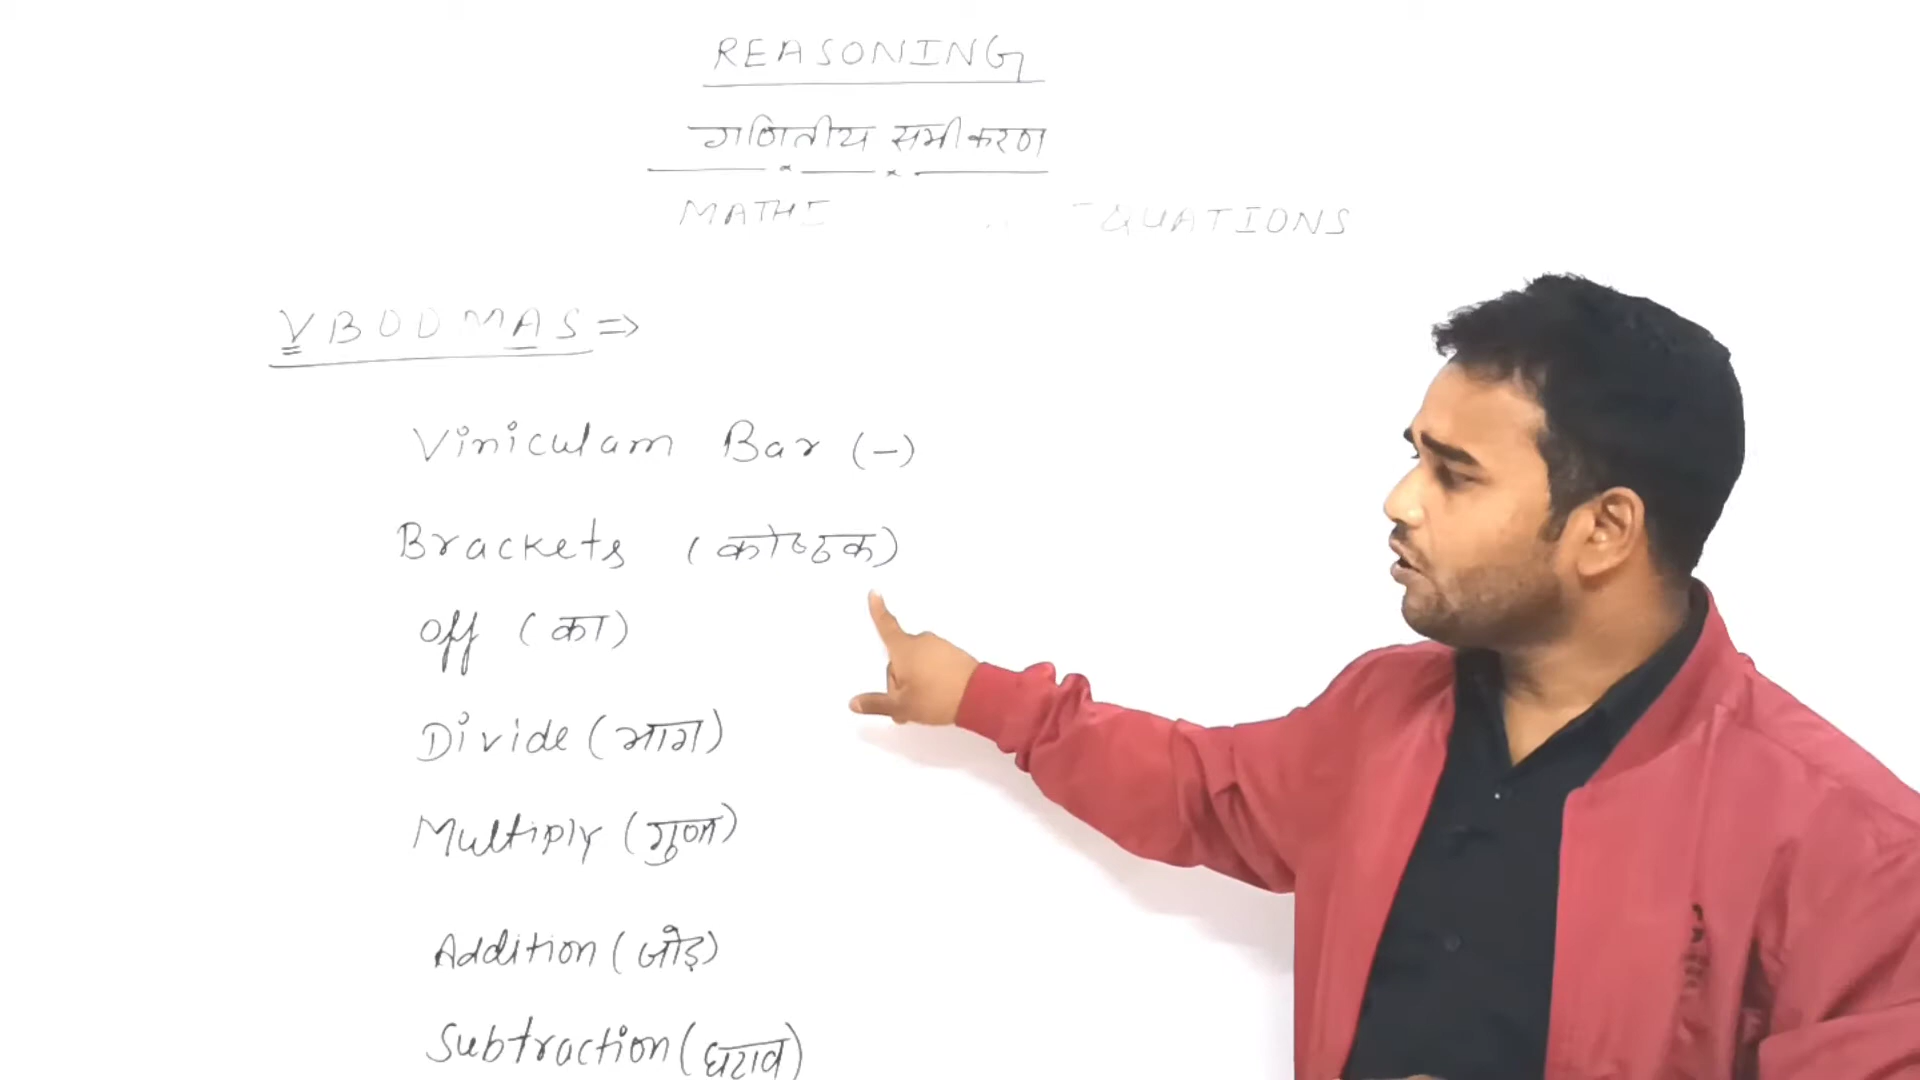 REASONING
गणितीय समीकरण
MATHE EQUATIONS
VBODMAS ⇒
Viniculam Bar (-)
Brackets (कोष्ठक)
off (का)
Divide (भाग)
Multiply (गुणा)
Addition (जोड़)
Subtraction (घटाव)